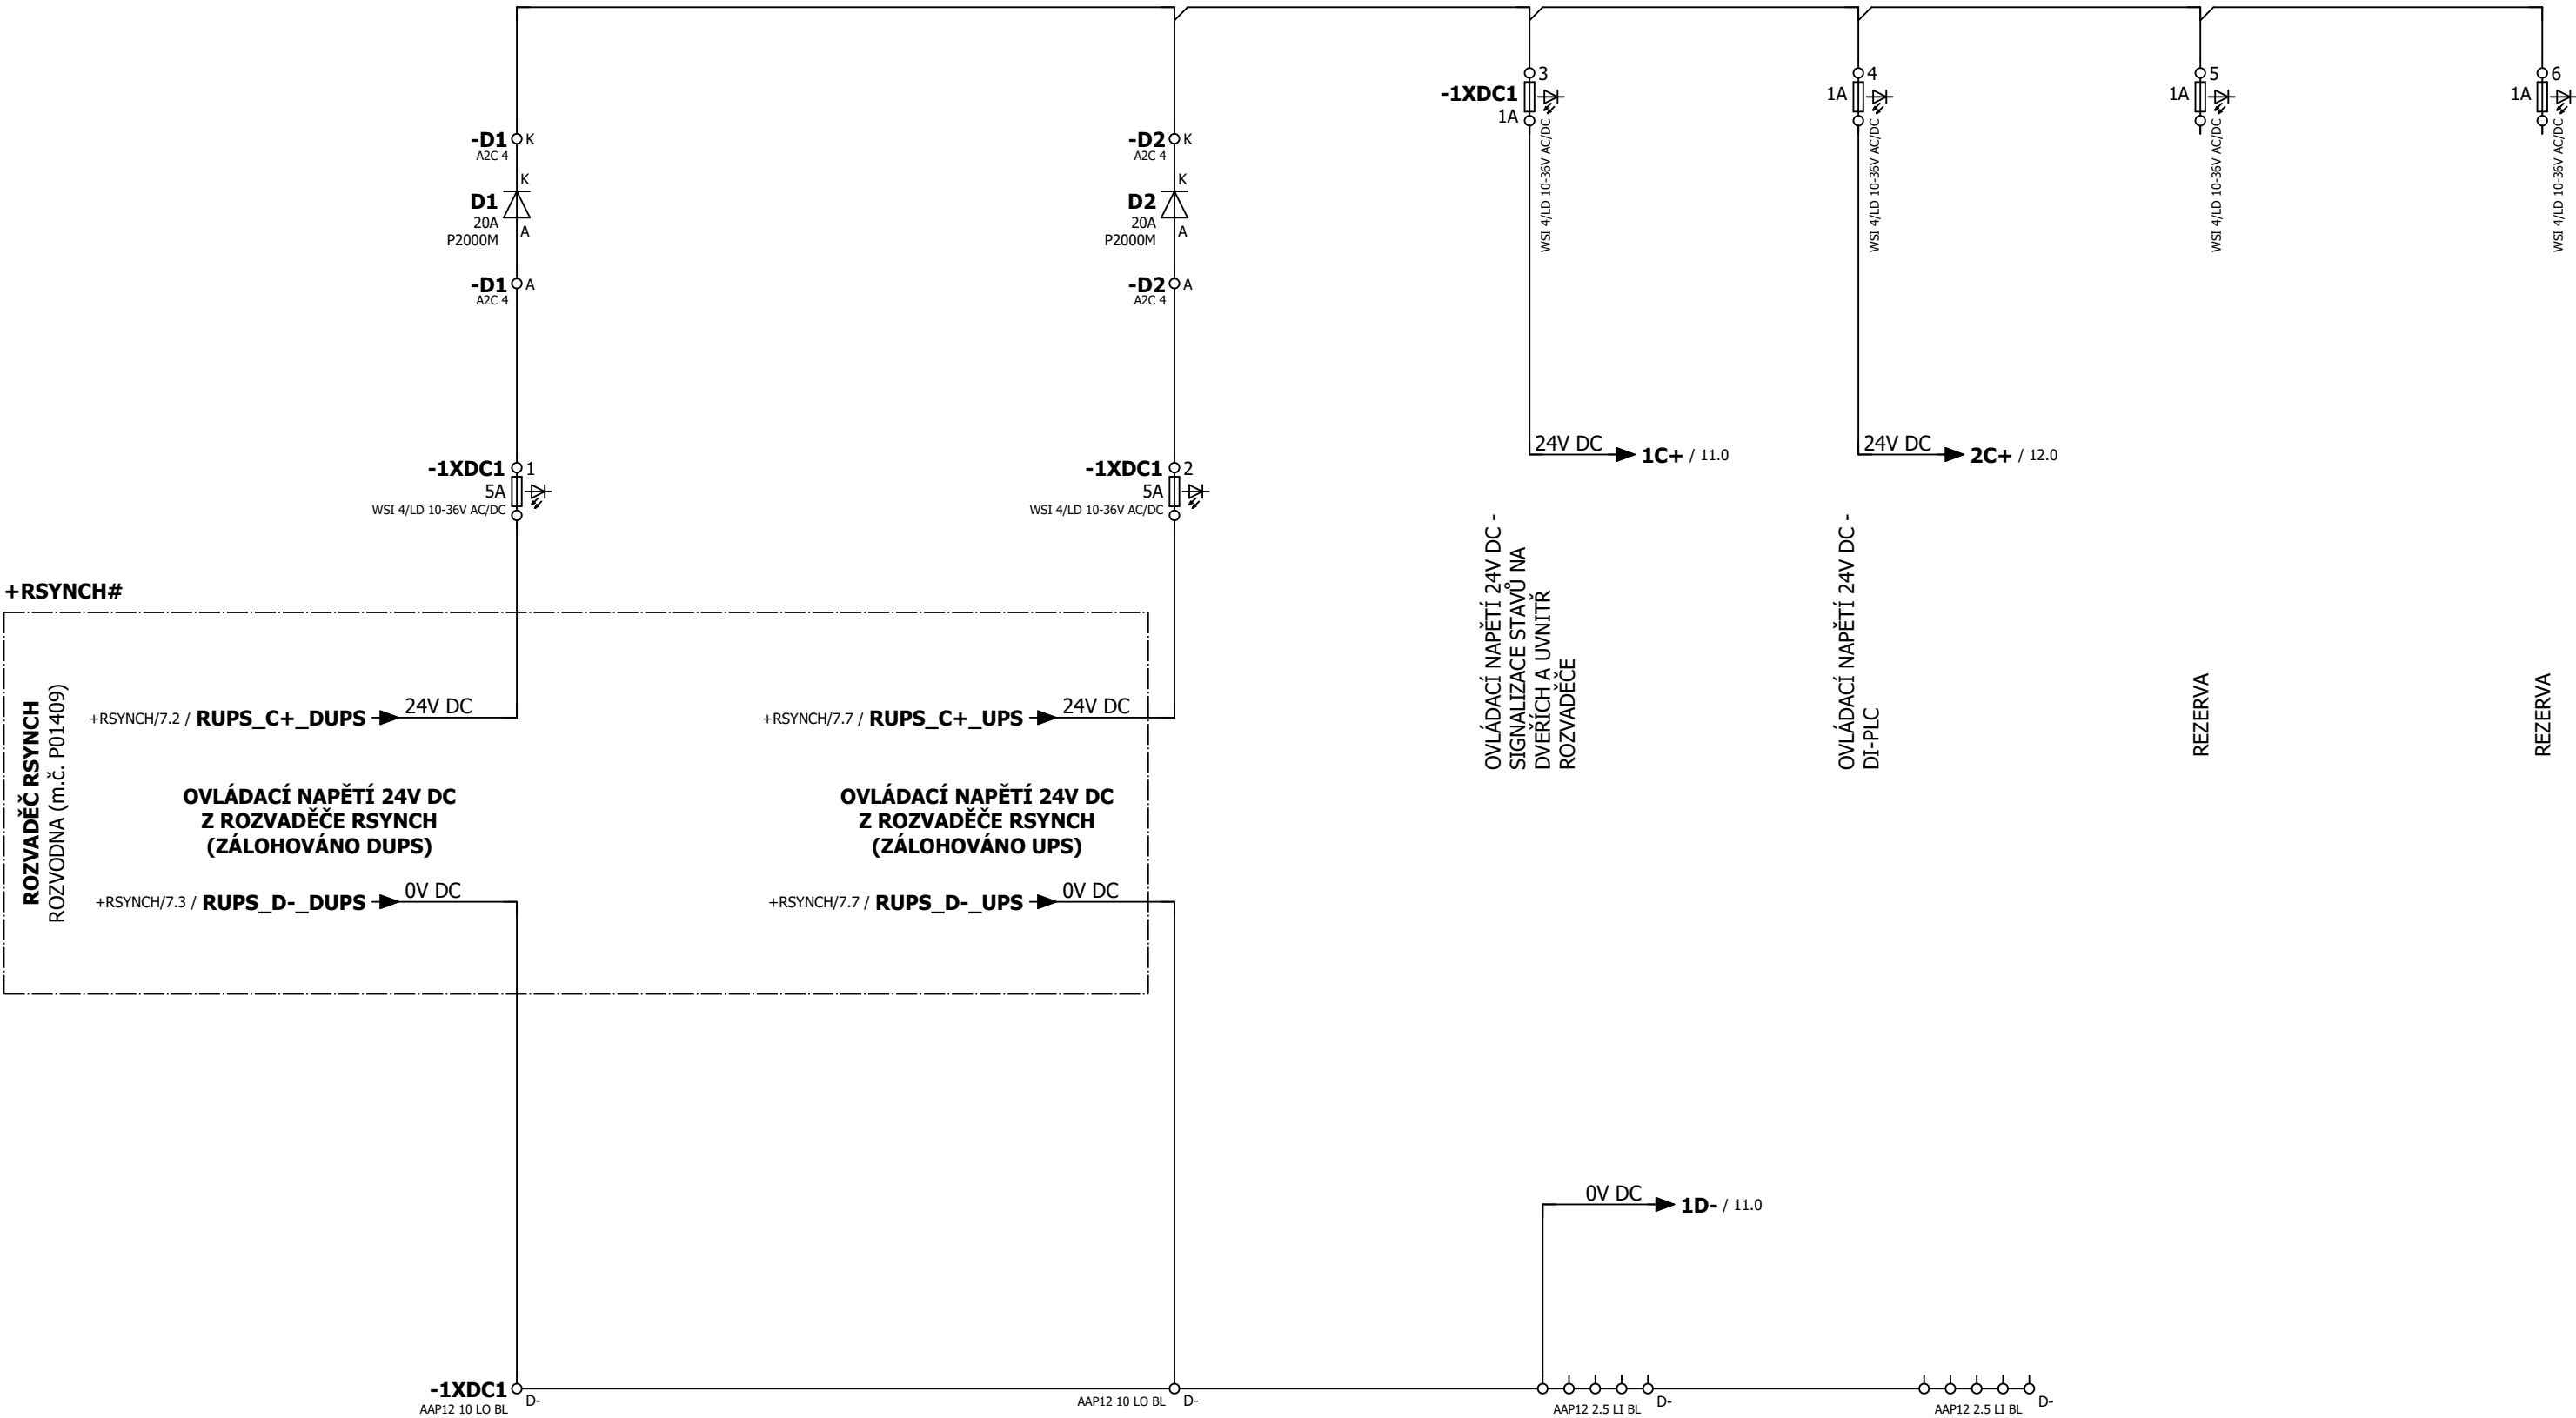 3
-1XDC1
1A
WSI 4/LD 10-36V AC/DC
4
1A
WSI 4/LD 10-36V AC/DC
5
1A
WSI 4/LD 10-36V AC/DC
6
1A
WSI 4/LD 10-36V AC/DC
-D1 K
A2C 4
K
D1
20A
P2000M
A
-D1 A
A2C 4
-D2 K
A2C 4
K
D2
20A
P2000M
A
-D2 A
A2C 4
24V DC
1C+ / 11.0
24V DC
2C+ / 12.0
-1XDC1 1
5A
WSI 4/LD 10-36V AC/DC
-1XDC1 2
5A
WSI 4/LD 10-36V AC/DC
OVLÁDACÍ NAPĚTÍ 24V DC -
SIGNALIZACE STAVŮ NA
DVEŘÍCH A UVNITŘ
ROZVADĚČE
OVLÁDACÍ NAPĚTÍ 24V DC -
DI-PLC
REZERVA
REZERVA
+RSYNCH#
ROZVADĚČ RSYNCH
ROZVODNA (m.č. P01409)
+RSYNCH/7.2 / RUPS_C+_DUPS
24V DC
+RSYNCH/7.7 / RUPS_C+_UPS
24V DC
OVLÁDACÍ NAPĚTÍ 24V DC
Z ROZVADĚČE RSYNCH
(ZÁLOHOVÁNO DUPS)
OVLÁDACÍ NAPĚTÍ 24V DC
Z ROZVADĚČE RSYNCH
(ZÁLOHOVÁNO UPS)
+RSYNCH/7.3 / RUPS_D-_DUPS
0V DC
+RSYNCH/7.7 / RUPS_D-_UPS
0V DC
0V DC
1D- / 11.0
-1XDC1 D-
AAP12 10 LO BL
AAP12 10 LO BL D-
AAP12 2.5 LI BL D-
AAP12 2.5 LI BL D-